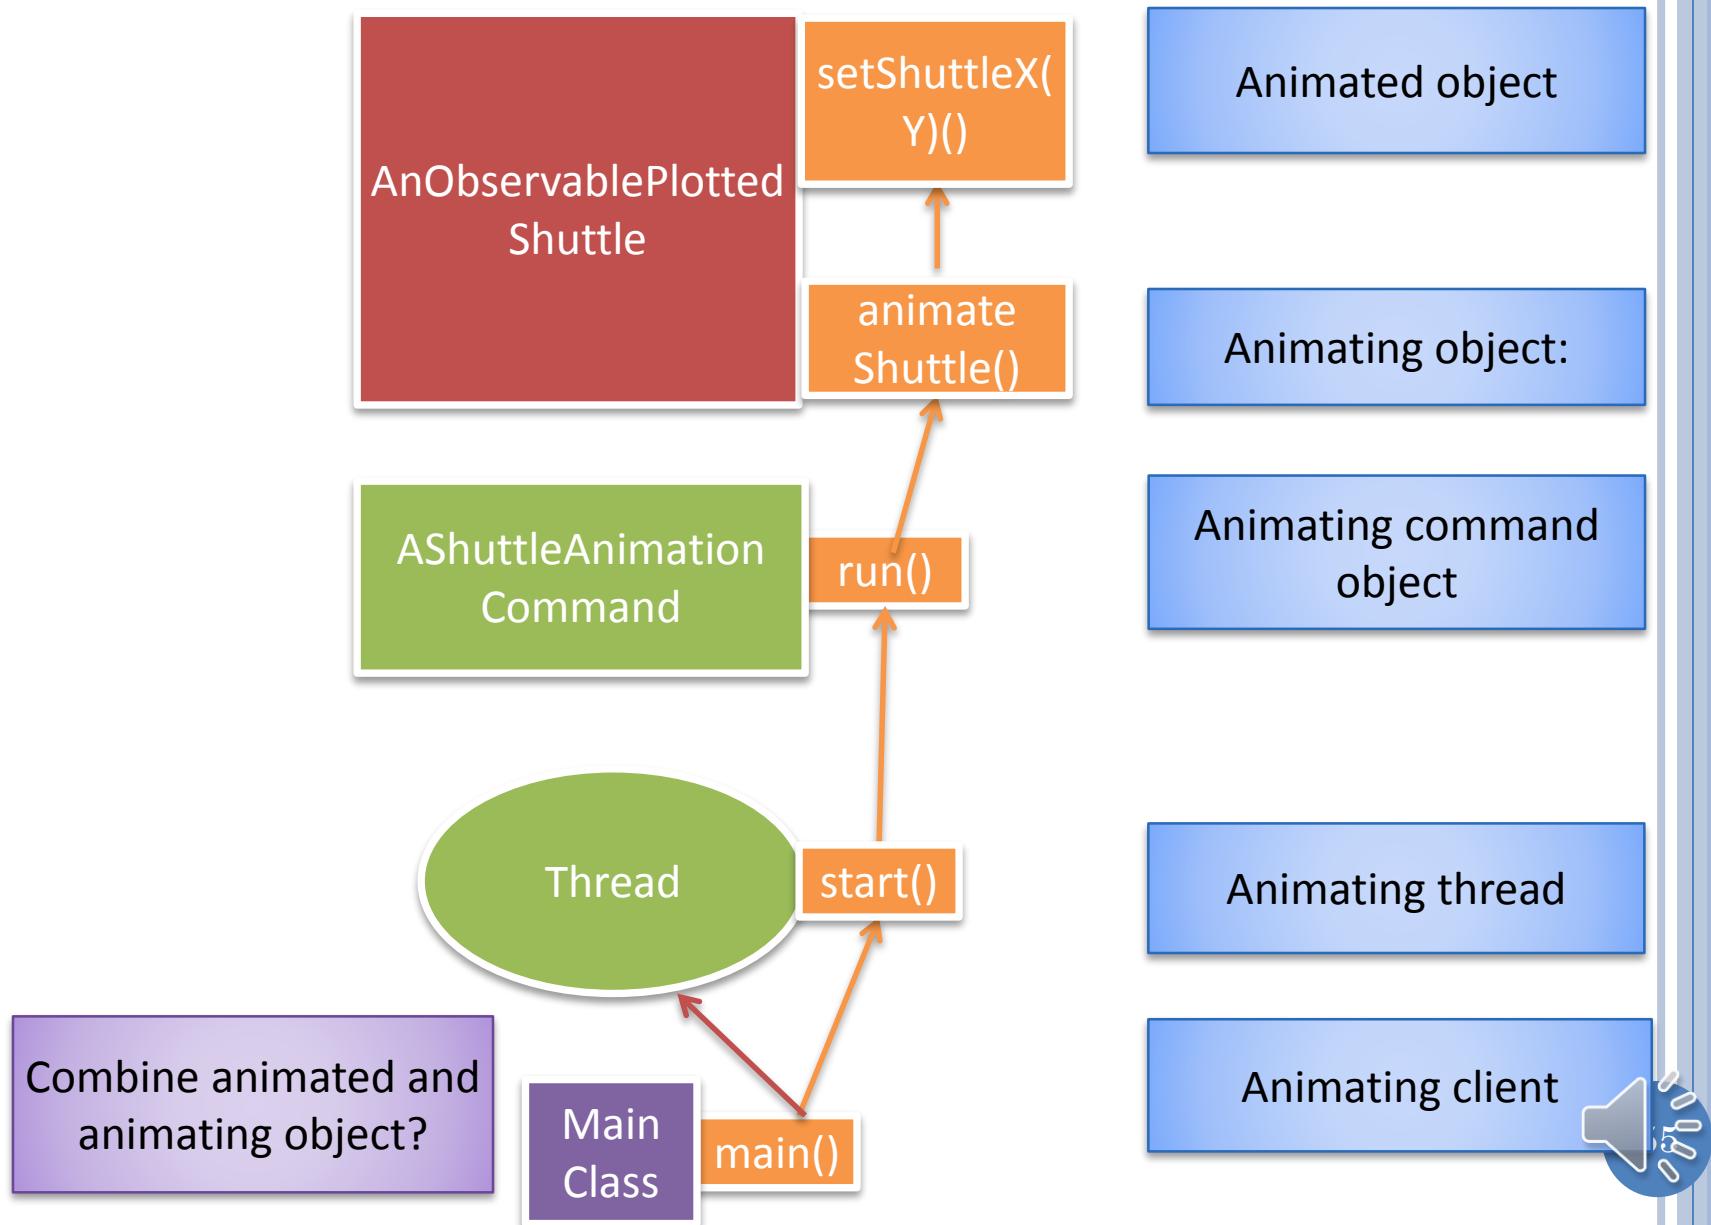 AnObservablePlotted
Shuttle
setShuttleX(
Y)()
Animated object
animate
Shuttle()
Animating object:
AShuttleAnimation
Command
run()
Animating command
object
Thread
start()
Animating thread
Combine animated and
animating object?
Main
Class
main()
Animating client